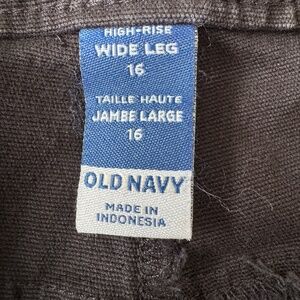 HIGH-RISE
WIDE LEG
16
TAILLE HAUTE
JAMBE LARGE
16
OLD NAVY
MADE IN
INDONESIA